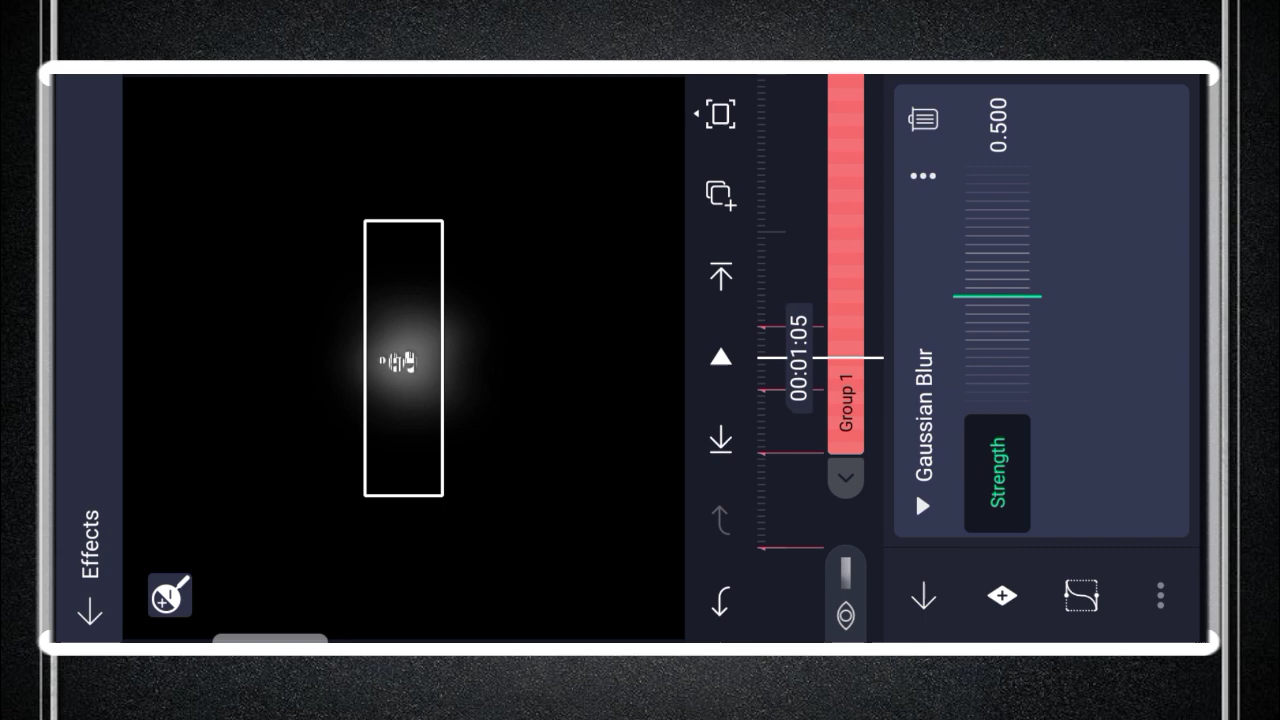 Effects
00:01:05
Group 1
Gaussian Blur
Strength
0.500